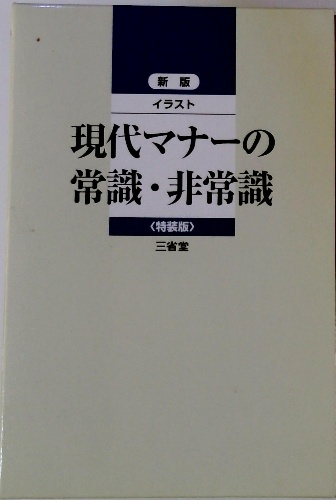 新版
イラスト
現代マナーの
常識・非常識
〈特装版〉
三省堂